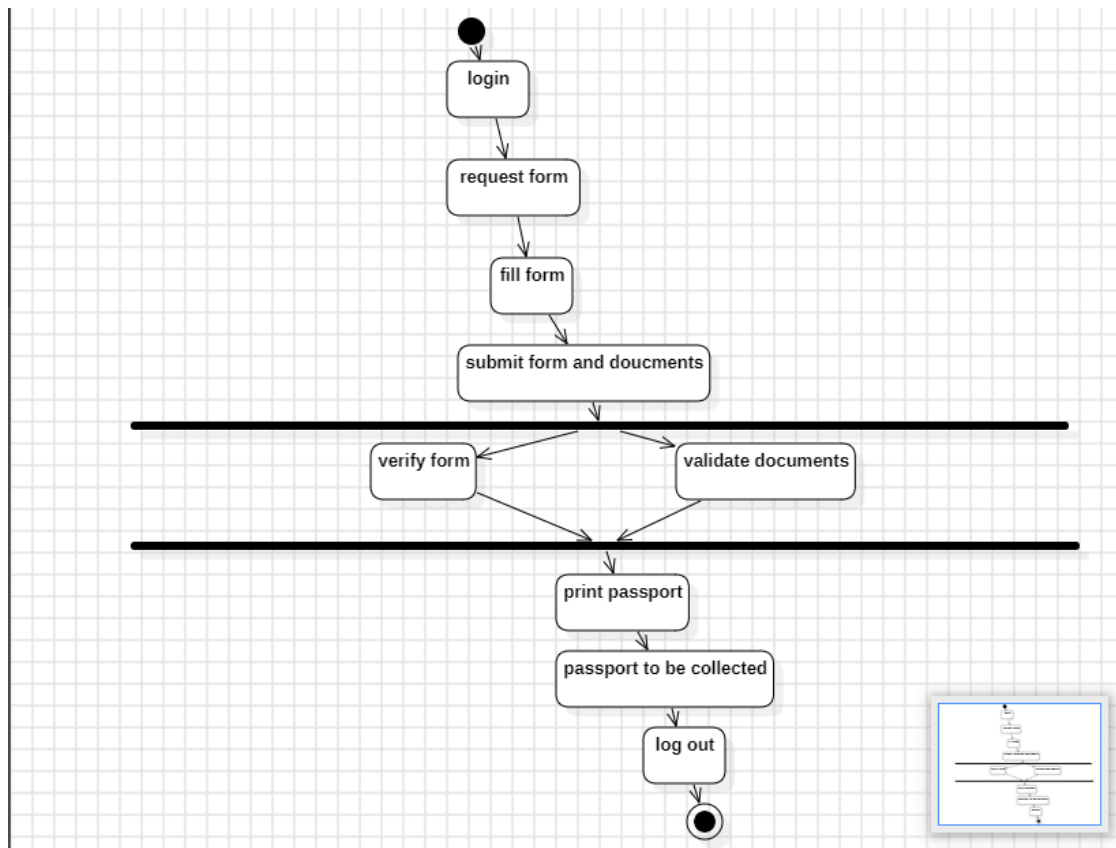 login
request form
fill form
submit form and doucments
verify form
validate documents
print passport
passport to be collected
log out